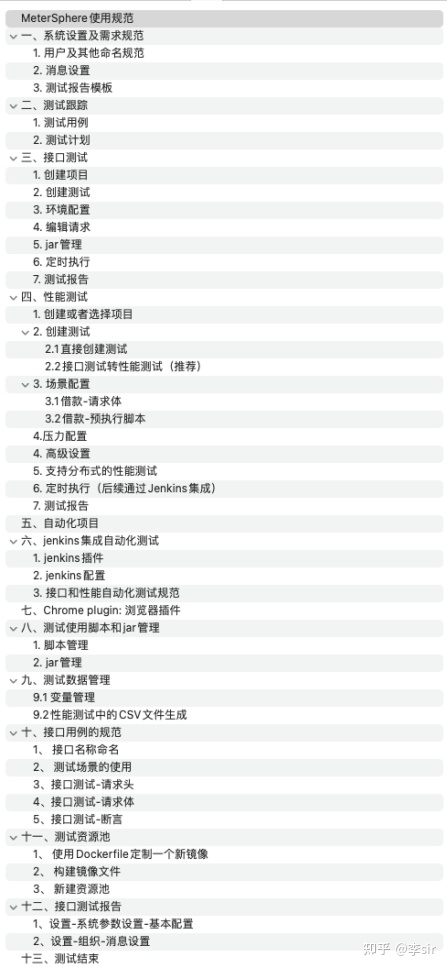 MeterSphere使用规范
一、系统设置及需求规范
1. 用户及其他命名规范
2. 消息设置
3. 测试报告模板
二、测试跟踪
1. 测试用例
2. 测试计划
三、接口测试
1. 创建项目
2. 创建测试
3. 环境配置
4. 编辑请求
5. jar管理
6. 定时执行
7. 测试报告
四、性能测试
1. 创建或者选择项目
2. 创建测试
2.1直接创建测试
2.2接口测试转性能测试（推荐）
3. 场景配置
3.1借款-请求体
3.2借款-预执行脚本
4.压力配置
4. 高级设置
5. 支持分布式的性能测试
6. 定时执行（后续通过Jenkins集成）
7. 测试报告
五、自动化项目
六、jenkins集成自动化测试
1. jenkins插件
2. jenkins配置
3. 接口和性能自动化测试规范
七、Chrome plugin: 浏览器插件
八、测试使用脚本和jar管理
1. 脚本管理
2. jar管理
九、测试数据管理
9.1 变量管理
9.2性能测试中的CSV文件生成
十、接口用例的规范
1、 接口名称命名
2、 测试场景的使用
3、接口测试-请求头
4、接口测试-请求体
5、接口测试-断言
十一、测试资源池
1、 使用Dockerfile定制一个新镜像
2、 构建镜像文件
3、 新建资源池
十二、接口测试报告
1、设置-系统参数设置-基本配置
2、设置-组织-消息设置
十三、测试结束
知乎 @李sir